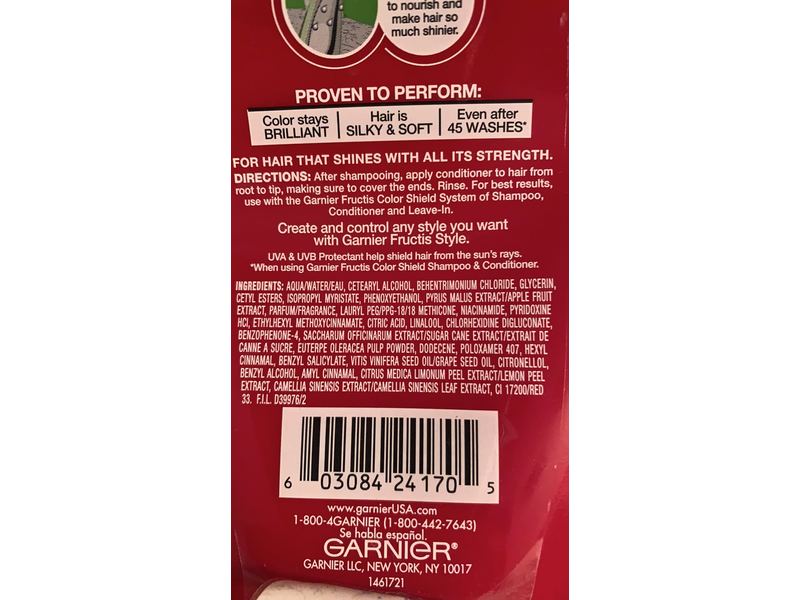 to nourish and
make hair so
much shinier.
PROVEN TO PERFORM:
Color stays
BRILLIANT
Hair is
SILKY & SOFT
Even after
45 WASHES*
FOR HAIR THAT SHINES WITH ALL ITS STRENGTH.
DIRECTIONS: After shampooing, apply conditioner to hair from
root to tip, making sure to cover the ends. Rinse. For best results,
use with the Garnier Fructis Color Shield System of Shampoo,
Conditioner and Leave-In.
Create and control any style you want
with Garnier Fructis Style.
UVA & UVB Protectant help shield hair from the sun's rays.
*When using Garnier Fructis Color Shield Shampoo & Conditioner.
INGREDIENTS: AQUA/WATER/EAU, CETEARYL ALCOHOL, BEHENTRIMONIUM CHLORIDE, GLYCERIN,
CETYL ESTERS, ISOPROPYL MYRISTATE, PHENOXYETHANOL, PYRUS MALUS EXTRACT/APPLE FRUIT
EXTRACT, PARFUM/FRAGRANCE, LAURYL PEG/PPG-18/18 METHICONE, NIACINAMIDE, PYRIDOXINE
HCI, ETHYLHEXYL METHOXYCINNAMATE, CITRIC ACID, LINALOOL, CHLORHEXIDINE DIGLUCONATE,
BENZOPHENONE-4, SACCHARUM OFFICINARUM EXTRACT/SUGAR CANE EXTRACT/EXTRAIT DE
CANNE A SUCRE, EUTERPE OLERACEA PULP POWDER, DODECENE, POLOXAMER 407, HEXYL
CINNAMAL, BENZYL SALICYLATE, VITIS VINIFERA SEED OIL/GRAPE SEED OIL, CITRONELLOL,
BENZYL ALCOHOL, AMYL CINNAMAL, CITRUS MEDICA LIMONUM PEEL EXTRACT/LEMON PEEL
EXTRACT, CAMELLIA SINENSIS EXTRACT/CAMELLIA SINENSIS LEAF EXTRACT, CI 17200/RED
33. F.I.L. D39976/2
6 03084 24170 5
www.garnierUSA.com
1-800-4GARNIER (1-800-442-7643)
Se habla español.
GARNIER®
GARNIER LLC, NEW YORK, NY 10017
1461721